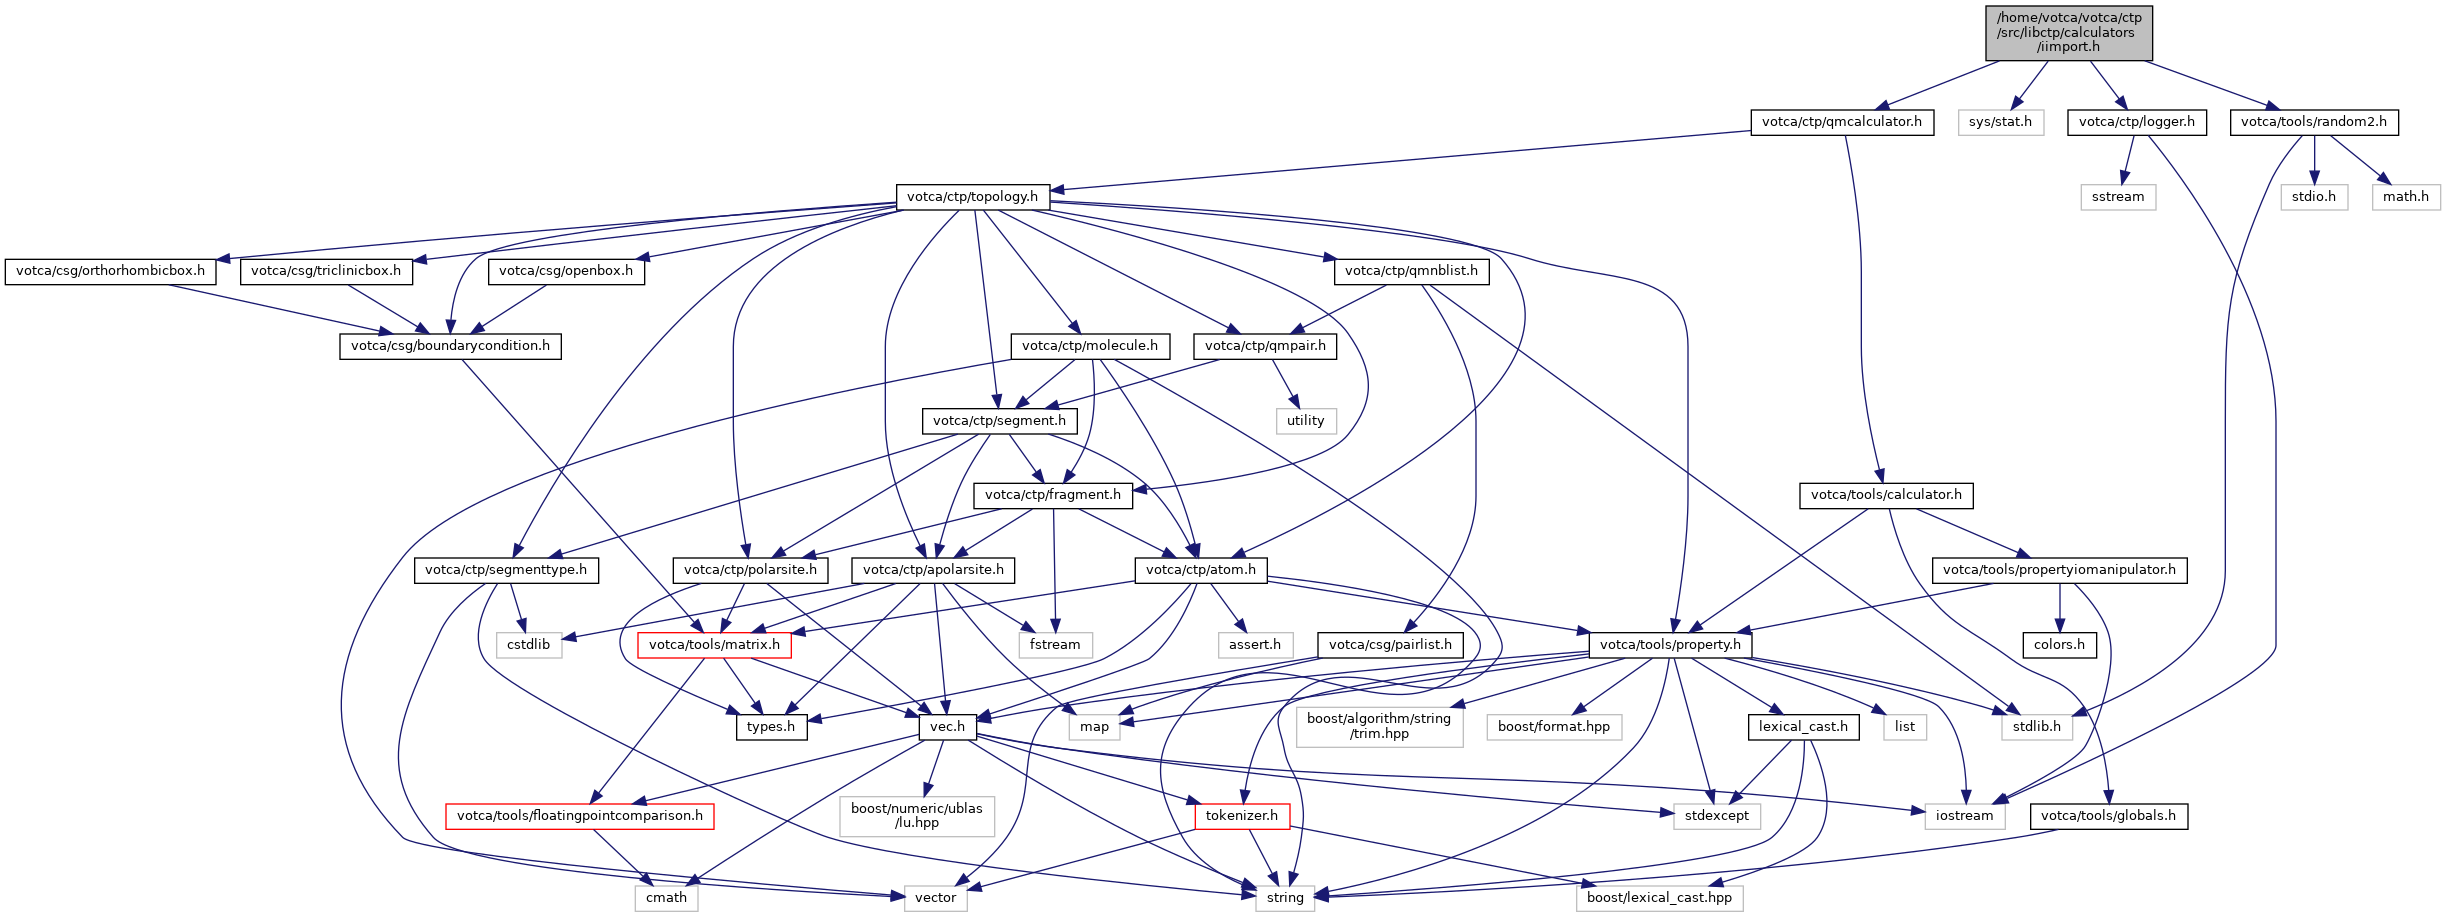 /home/votca/votca/ctp
/src/libctp/calculators
/iimport.h
votca/ctp/qmcalculator.h
sys/stat.h
votca/ctp/logger.h
votca/tools/random2.h
votca/ctp/topology.h
sstream
stdio.h
math.h
votca/csg/orthorhombicbox.h
votca/csg/triclinicbox.h
votca/csg/openbox.h
votca/ctp/qmnblist.h
votca/csg/boundarycondition.h
votca/ctp/molecule.h
votca/ctp/qmpair.h
votca/ctp/segment.h
utility
votca/ctp/fragment.h
votca/tools/calculator.h
votca/ctp/segmenttype.h
votca/ctp/polarsite.h
votca/ctp/apolarsite.h
votca/ctp/atom.h
votca/tools/propertyiomanipulator.h
cstdlib
votca/tools/matrix.h
fstream
assert.h
votca/csg/pairlist.h
votca/tools/property.h
colors.h
types.h
vec.h
map
boost/algorithm/string
/trim.hpp
boost/format.hpp
lexical_cast.h
list
stdlib.h
votca/tools/floatingpointcomparison.h
boost/numeric/ublas
/lu.hpp
tokenizer.h
stdexcept
iostream
votca/tools/globals.h
cmath
vector
string
boost/lexical_cast.hpp